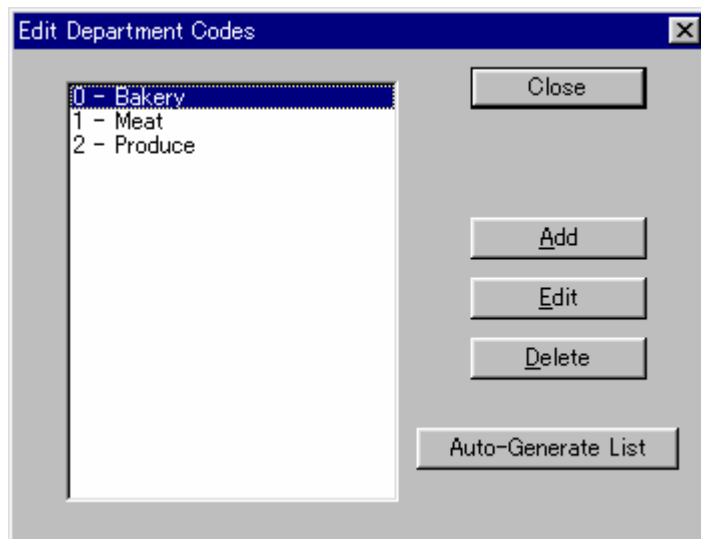 Edit Department Codes
0 - Bakery
1 - Meat
2 - Produce
Close
Add
Edit
Delete
Auto-Generate List